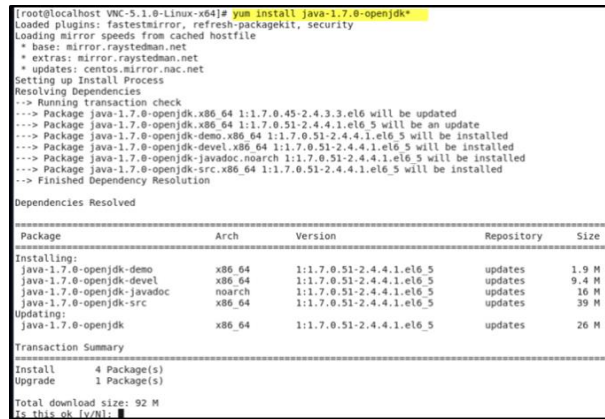 [root@localhost VNC-5.1.0-Linux-x64]# yum install java-1.7.0-openjdk*
Loaded plugins: fastestmirror, refresh-packagekit, security
Loading mirror speeds from cached hostfile
 * base: mirror.raystedman.net
 * extras: mirror.raystedman.net
 * updates: centos.mirror.nac.net
Setting up Install Process
Resolving Dependencies
--> Running transaction check
---> Package java-1.7.0-openjdk.x86_64 1:1.7.0.45-2.4.3.3.el6 will be updated
---> Package java-1.7.0-openjdk.x86_64 1:1.7.0.51-2.4.4.1.el6_5 will be an update
---> Package java-1.7.0-openjdk-demo.x86_64 1:1.7.0.51-2.4.4.1.el6_5 will be installed
---> Package java-1.7.0-openjdk-devel.x86_64 1:1.7.0.51-2.4.4.1.el6_5 will be installed
---> Package java-1.7.0-openjdk-javadoc.noarch 1:1.7.0.51-2.4.4.1.el6_5 will be installed
---> Package java-1.7.0-openjdk-src.x86_64 1:1.7.0.51-2.4.4.1.el6_5 will be installed
--> Finished Dependency Resolution
Dependencies Resolved
Package Arch Version Repository Size
Installing:
java-1.7.0-openjdk-demo x86_64 1:1.7.0.51-2.4.4.1.el6_5 updates 1.9 M
java-1.7.0-openjdk-devel x86_64 1:1.7.0.51-2.4.4.1.el6_5 updates 9.4 M
java-1.7.0-openjdk-javadoc noarch 1:1.7.0.51-2.4.4.1.el6_5 updates 16 M
java-1.7.0-openjdk-src x86_64 1:1.7.0.51-2.4.4.1.el6_5 updates 39 M
Updating:
java-1.7.0-openjdk x86_64 1:1.7.0.51-2.4.4.1.el6_5 updates 26 M
Transaction Summary
Install 4 Package(s)
Upgrade 1 Package(s)
Total download size: 92 M
Is this ok [y/N]: